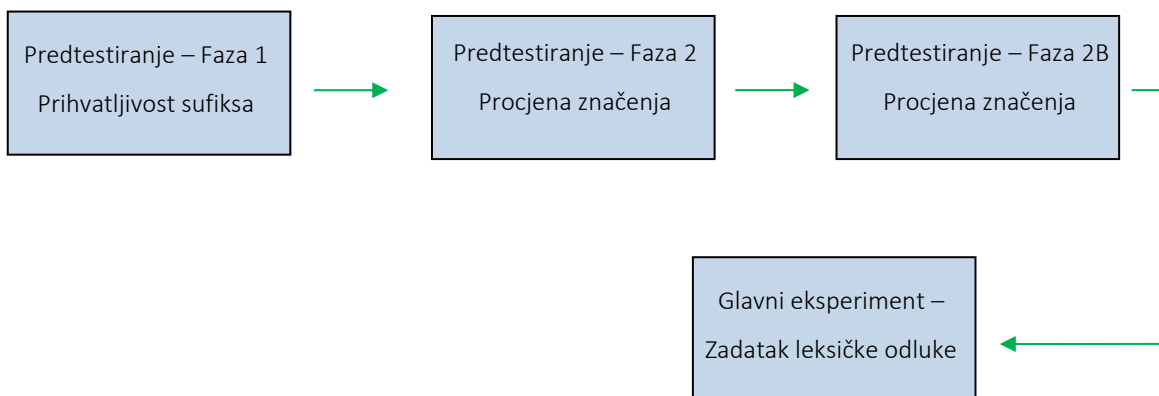 Predtestiranje – Faza 1
Prihvatljivost sufiksa
Predtestiranje – Faza 2
Procjena značenja
Predtestiranje – Faza 2B
Procjena značenja
Glavni eksperiment –
Zadatak leksičke odluke